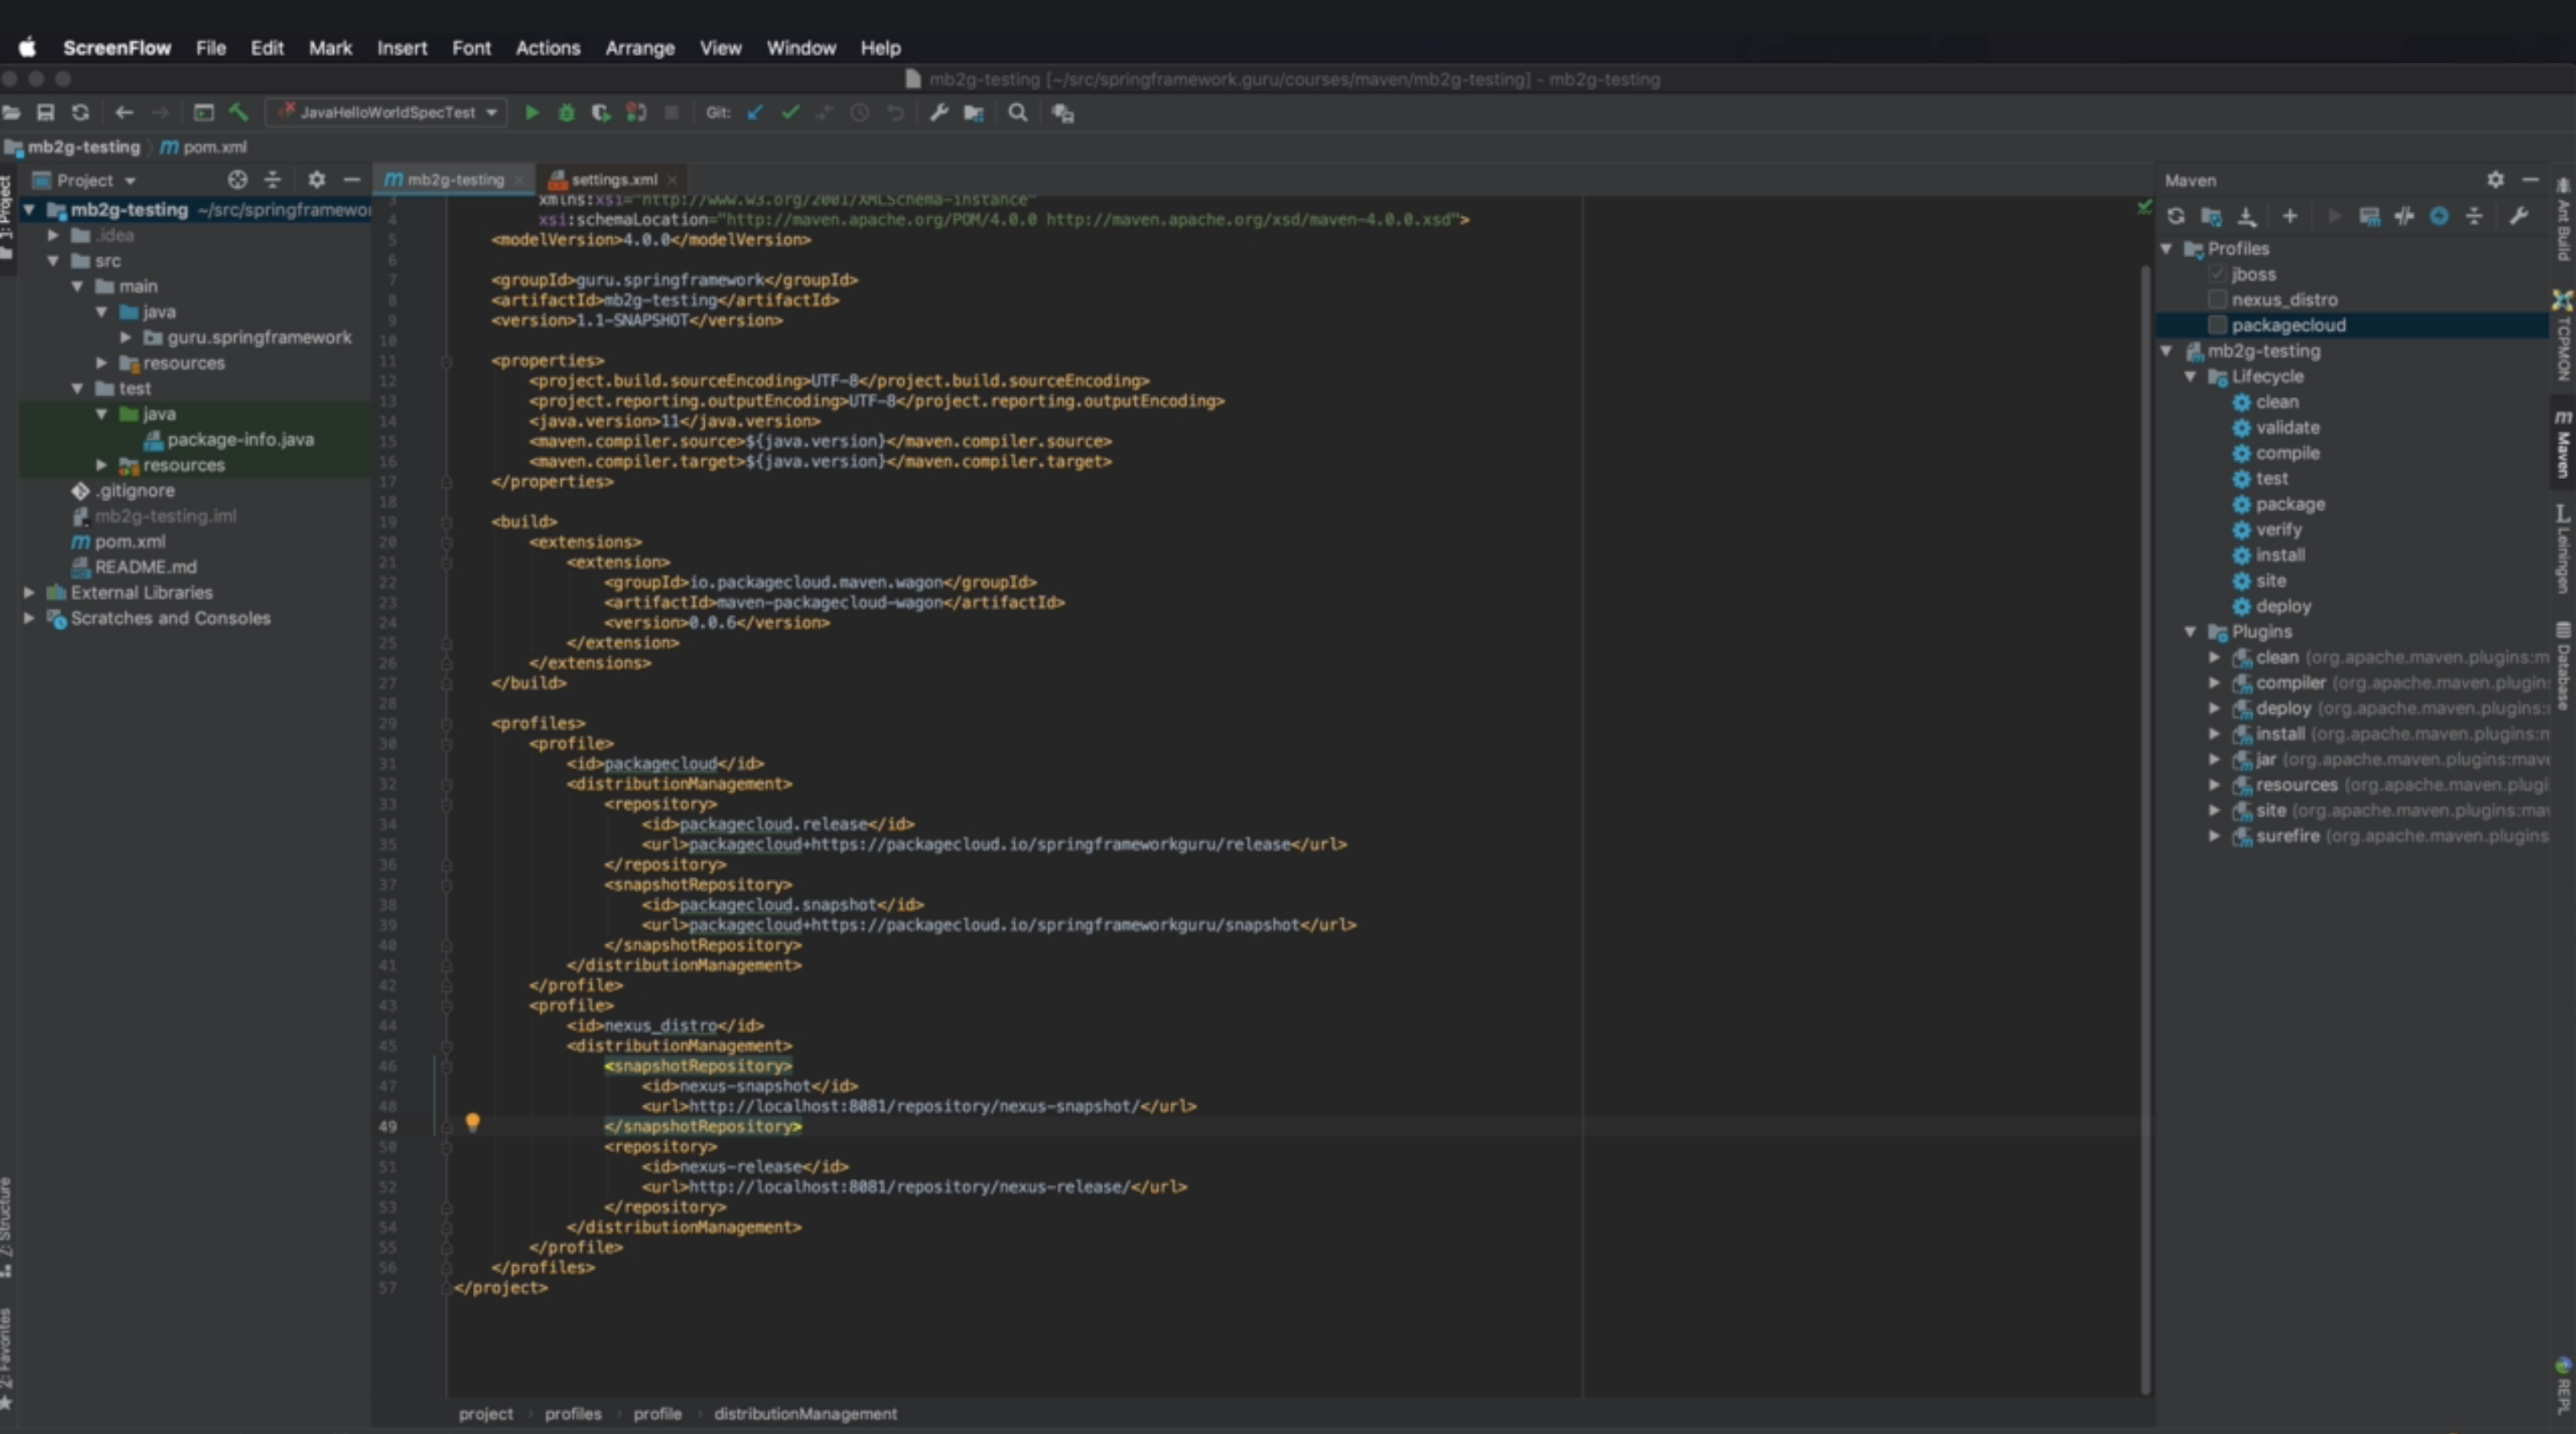 ScreenFlow File Edit Mark Insert Font Actions Arrange View Window Help
mb2g-testing [~/src/springframework.guru/courses/maven/mb2g-testing] - mb2g-testing
JavaHelloWorldSpecTest Git:
mb2g-testing pom.xml
1: Project
Project
mb2g-testing ~/src/springframewor
.idea
src
main
java
guru.springframework
resources
test
java
package-info.java
resources
.gitignore
mb2g-testing.iml
pom.xml
README.md
External Libraries
Scratches and Consoles
Z: Structure
2: Favorites
mb2g-testing settings.xml
3 xmlns:xsi="http://www.w3.org/2001/XMLSchema-instance"
4 xsi:schemaLocation="http://maven.apache.org/POM/4.0.0 http://maven.apache.org/xsd/maven-4.0.0.xsd">
5 <modelVersion>4.0.0</modelVersion>
6
7 <groupId>guru.springframework</groupId>
8 <artifactId>mb2g-testing</artifactId>
9 <version>1.1-SNAPSHOT</version>
10
11 <properties>
12 <project.build.sourceEncoding>UTF-8</project.build.sourceEncoding>
13 <project.reporting.outputEncoding>UTF-8</project.reporting.outputEncoding>
14 <java.version>11</java.version>
15 <maven.compiler.source>${java.version}</maven.compiler.source>
16 <maven.compiler.target>${java.version}</maven.compiler.target>
17 </properties>
18
19 <build>
20 <extensions>
21 <extension>
22 <groupId>io.packagecloud.maven.wagon</groupId>
23 <artifactId>maven-packagecloud-wagon</artifactId>
24 <version>0.0.6</version>
25 </extension>
26 </extensions>
27 </build>
28
29 <profiles>
30 <profile>
31 <id>packagecloud</id>
32 <distributionManagement>
33 <repository>
34 <id>packagecloud.release</id>
35 <url>packagecloud+https://packagecloud.io/springframeworkguru/release</url>
36 </repository>
37 <snapshotRepository>
38 <id>packagecloud.snapshot</id>
39 <url>packagecloud+https://packagecloud.io/springframeworkguru/snapshot</url>
40 </snapshotRepository>
41 </distributionManagement>
42 </profile>
43 <profile>
44 <id>nexus_distro</id>
45 <distributionManagement>
46 <snapshotRepository>
47 <id>nexus-snapshot</id>
48 <url>http://localhost:8081/repository/nexus-snapshot/</url>
49 </snapshotRepository>
50 <repository>
51 <id>nexus-release</id>
52 <url>http://localhost:8081/repository/nexus-release/</url>
53 </repository>
54 </distributionManagement>
55 </profile>
56 </profiles>
57 </project>
project profiles profile distributionManagement
Maven
Profiles
jboss
nexus_distro
packagecloud
mb2g-testing
Lifecycle
clean
validate
compile
test
package
verify
install
site
deploy
Plugins
clean (org.apache.maven.plugins:m
compiler (org.apache.maven.plugin
deploy (org.apache.maven.plugins:
install (org.apache.maven.plugins:m
jar (org.apache.maven.plugins:mav
resources (org.apache.maven.plugi
site (org.apache.maven.plugins:mav
surefire (org.apache.maven.plugins
Ant Build
TCPMON
Maven
Leiningen
Database
REPL